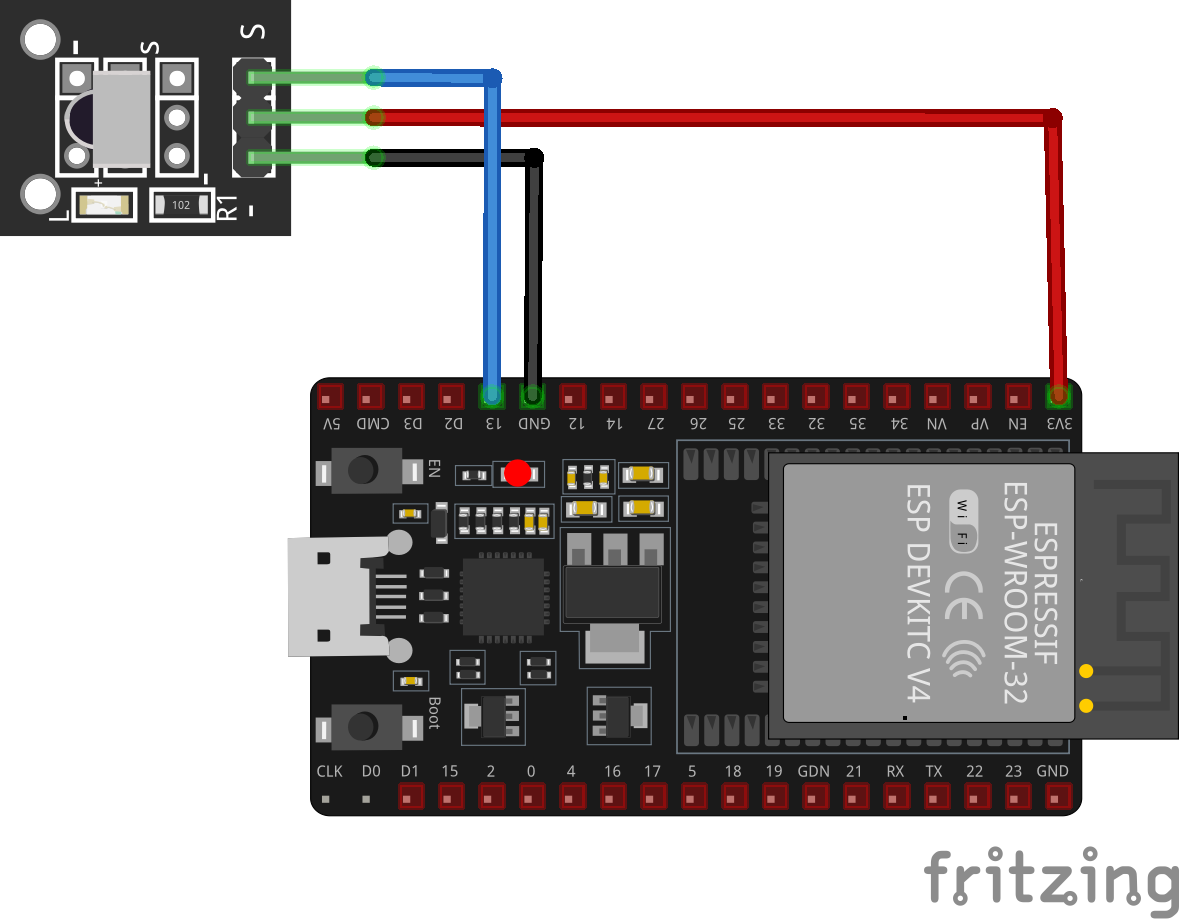 - S S
+ -
L 102 R1 -
5V CMD D3 D2 13 GND 12 14 27 26 25 33 32 35 34 VN VP EN 3V3
EN
ESPRESSIF
ESP-WROOM-32
Wi
Fi
CE
ESP DEVKITC V4
Boot
CLK D0 D1 15 2 0 4 16 17 5 18 19 GDN 21 RX TX 22 23 GND
fritzing